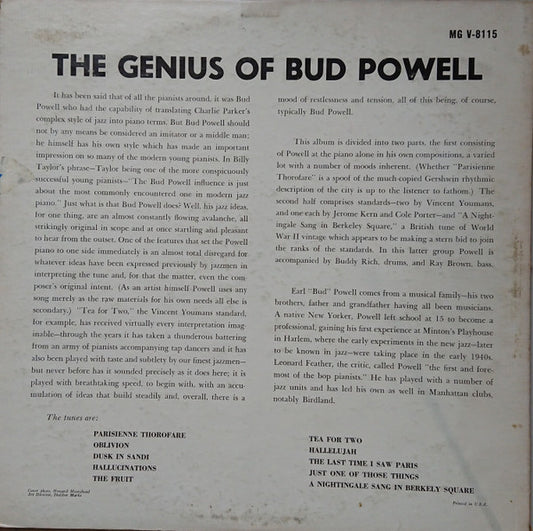 MG V-8115
THE GENIUS OF BUD POWELL
It has been said that of all the pianists around, it was Bud
Powell who had the capability of translating Charlie Parker's
complex style of jazz into piano terms. But Bud Powell should
not by any means be considered an imitator or a middle man;
he himself has his own style which has made an important
impression on so many of the modern young pianists. In Billy
Taylor's phrase—Taylor being one of the more conspicuously
successful young pianists—"The Bud Powell influence is just
about the most commonly encountered one in modern jazz
piano." Just what is that Bud Powell does? Well, his jazz ideas,
for one thing, are an almost constantly flowing avalanche, all
strikingly original in scope and at once startling and pleasant
to hear from the outset. One of the features that set the Powell
piano to one side immediately is an almost total disregard for
whatever ideas have been expressed previously by jazzmen in
interpreting the tune and, for that the matter, even the com-
poser's original intent. (As an artist himself Powell uses any
song merely as the raw materials for his own needs all else is
secondary.) "Tea for Two," the Vincent Youmans standard,
for example, has received virtually every interpretation imag-
inable—through the years it has taken a thunderous battering
from an army of pianists accompanying tap dancers and it has
also been played with taste and subtlety by our finest jazzmen—
but never before has it sounded precisely as it does here; it is
played with breathtaking speed, to begin with, with an accu-
mulation of ideas that build steadily and, overall, there is a
mood of restlessness and tension, all of this being, of course,
typically Bud Powell.
This album is divided into two parts, the first consisting
of Powell at the piano alone in his own compositions, a varied
lot with a number of moods inherent. (Whether "Parisienne
Thorofare" is a spoof of the much-copied Gershwin rhythmic
description of the city is up to the listener to fathom.) The
second half comprises standards—two by Vincent Youmans,
and one each by Jerome Kern and Cole Porter—and "A Night-
ingale Sang in Berkeley Square," a British tune of World
War II vintage which appears to be making a stern bid to join
the ranks of the standards. In this latter group Powell is
accompanied by Buddy Rich, drums, and Ray Brown, bass.
Earl "Bud" Powell comes from a musical family—his two
brothers, father and grandfather having all been musicians.
A native New Yorker, Powell left school at 15 to become a
professional, gaining his first experience at Minton's Playhouse
in Harlem, where the early experiments in the new jazz—later
to be known in jazz—were taking place in the early 1940s.
Leonard Feather, the critic, called Powell "the first and fore-
most of the bop pianists." He has played with a number of
jazz units and has led his own as well in Manhattan clubs,
notably Birdland.
The tunes are:
PARISIENNE THOROFARE
OBLIVION
DUSK IN SANDI
HALLUCINATIONS
THE FRUIT
TEA FOR TWO
HALLELUJAH
THE LAST TIME I SAW PARIS
JUST ONE OF THOSE THINGS
A NIGHTINGALE SANG IN BERKELY SQUARE
Cover photo: Howard Morehead
Art Director, Sheldon Marks
Printed in U.S.A.